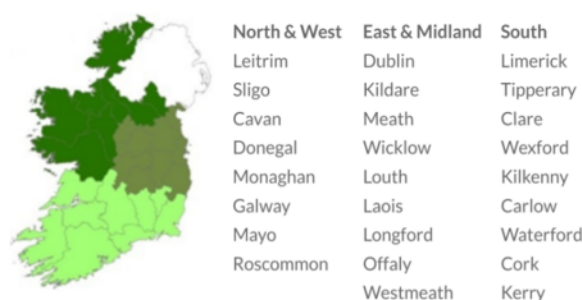 North & West East & Midland South
Leitrim Dublin Limerick
Sligo Kildare Tipperary
Cavan Meath Clare
Donegal Wicklow Wexford
Monaghan Louth Kilkenny
Galway Laois Carlow
Mayo Longford Waterford
Roscommon Offaly Cork
Westmeath Kerry